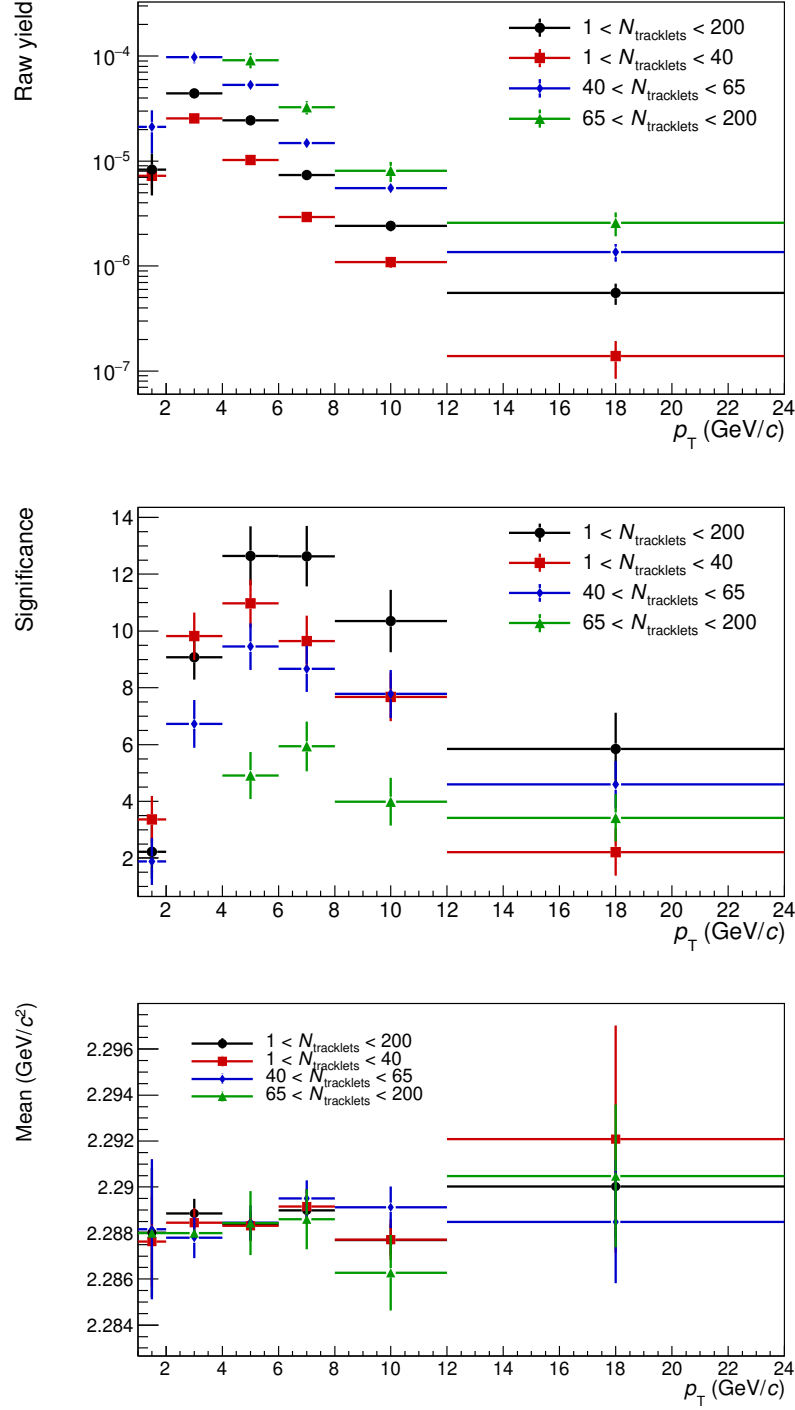 Raw yield
10⁻⁴
10⁻⁵
10⁻⁶
10⁻⁷
1 < N_tracklets < 200
1 < N_tracklets < 40
40 < N_tracklets < 65
65 < N_tracklets < 200
2 4 6 8 10 12 14 16 18 20 22 24
p_T (GeV/c)
Significance
14
12
10
8
6
4
2
1 < N_tracklets < 200
1 < N_tracklets < 40
40 < N_tracklets < 65
65 < N_tracklets < 200
2 4 6 8 10 12 14 16 18 20 22 24
p_T (GeV/c)
Mean (GeV/c²)
2.296
2.294
2.292
2.29
2.288
2.286
2.284
1 < N_tracklets < 200
1 < N_tracklets < 40
40 < N_tracklets < 65
65 < N_tracklets < 200
2 4 6 8 10 12 14 16 18 20 22 24
p_T (GeV/c)